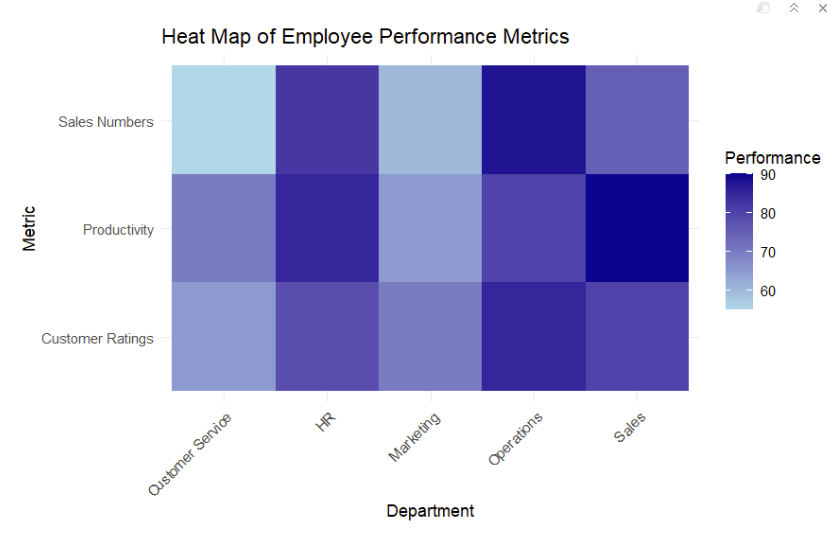 Heat Map of Employee Performance Metrics
Sales Numbers
Productivity
Customer Ratings
Metric
Customer Service
HR
Marketing
Operations
Sales
Department
Performance
90
80
70
60